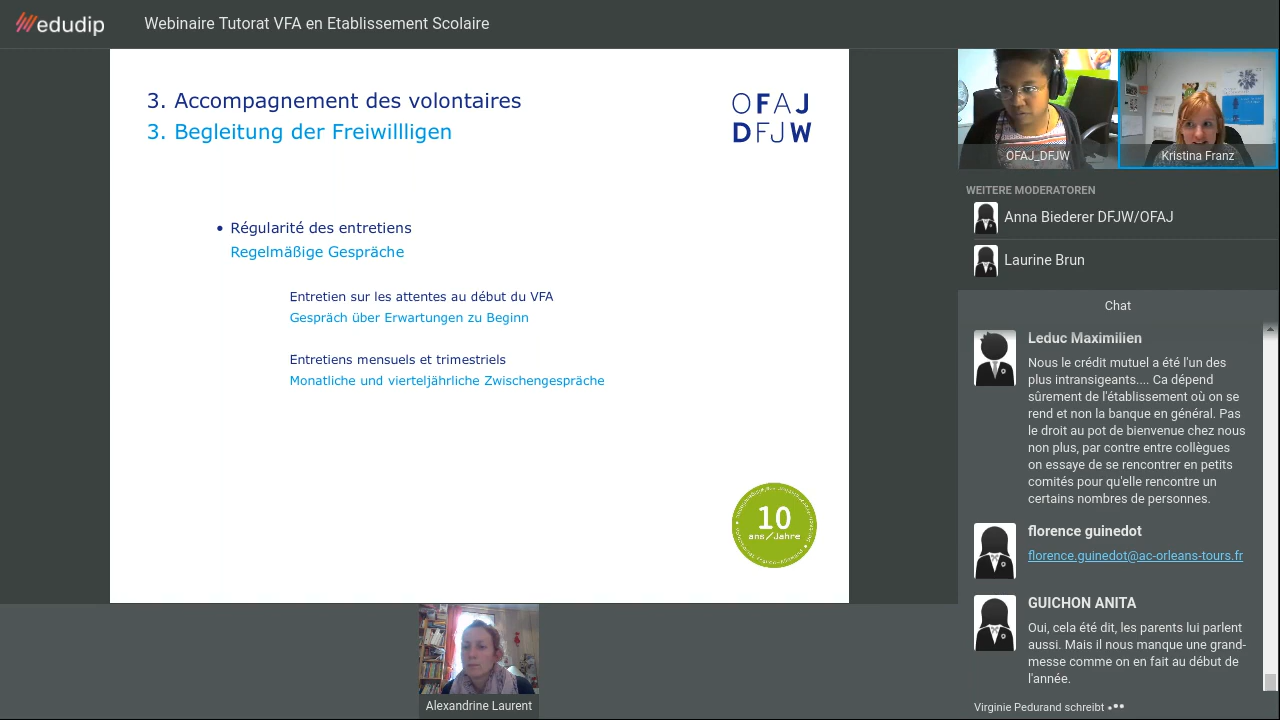 edudip
Webinaire Tutorat VFA en Etablissement Scolaire
3. Accompagnement des volontaires
3. Begleitung der Freiwillligen
OFAJ
DFJW
• Régularité des entretiens
Regelmäßige Gespräche
Entretien sur les attentes au début du VFA
Gespräch über Erwartungen zu Beginn
Entretiens mensuels et trimestriels
Monatliche und vierteljährliche Zwischengespräche
10
ans/Jahre
Alexandrine Laurent
OFAJ_DFJW
Kristina Franz
WEITERE MODERATOREN
Anna Biederer DFJW/OFAJ
Laurine Brun
Chat
Leduc Maximilien
Nous le crédit mutuel a été l'un des
plus intransigeants.... Ca dépend
sûrement de l'établissement où on se
rend et non la banque en général. Pas
le droit au pot de bienvenue chez nous
non plus, par contre entre collègues
on essaye de se rencontrer en petits
comités pour qu'elle rencontre un
certains nombres de personnes.
florence guinedot
florence.guinedot@ac-orleans-tours.fr
GUICHON ANITA
Oui, cela été dit, les parents lui parlent
aussi. Mais il nous manque une grand-
messe comme on en fait au début de
l'année.
Virginie Pedurand schreibt